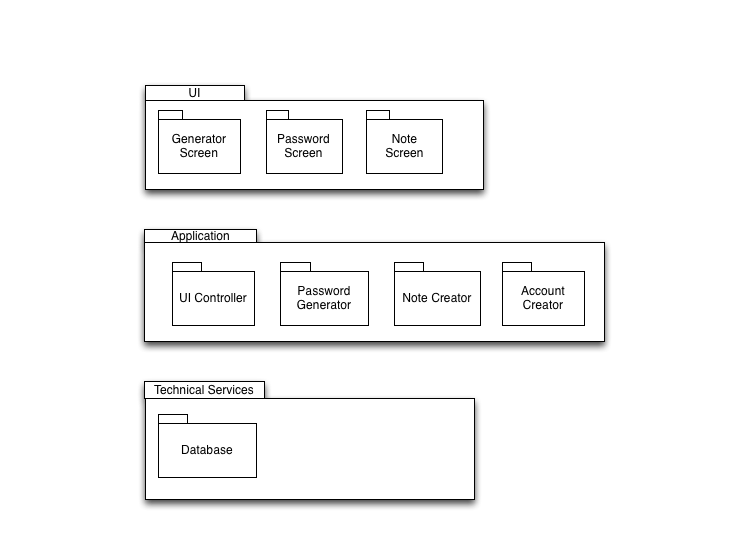 UI
Generator
Screen
Password
Screen
Note
Screen
Application
UI Controller
Password
Generator
Note Creator
Account
Creator
Technical Services
Database